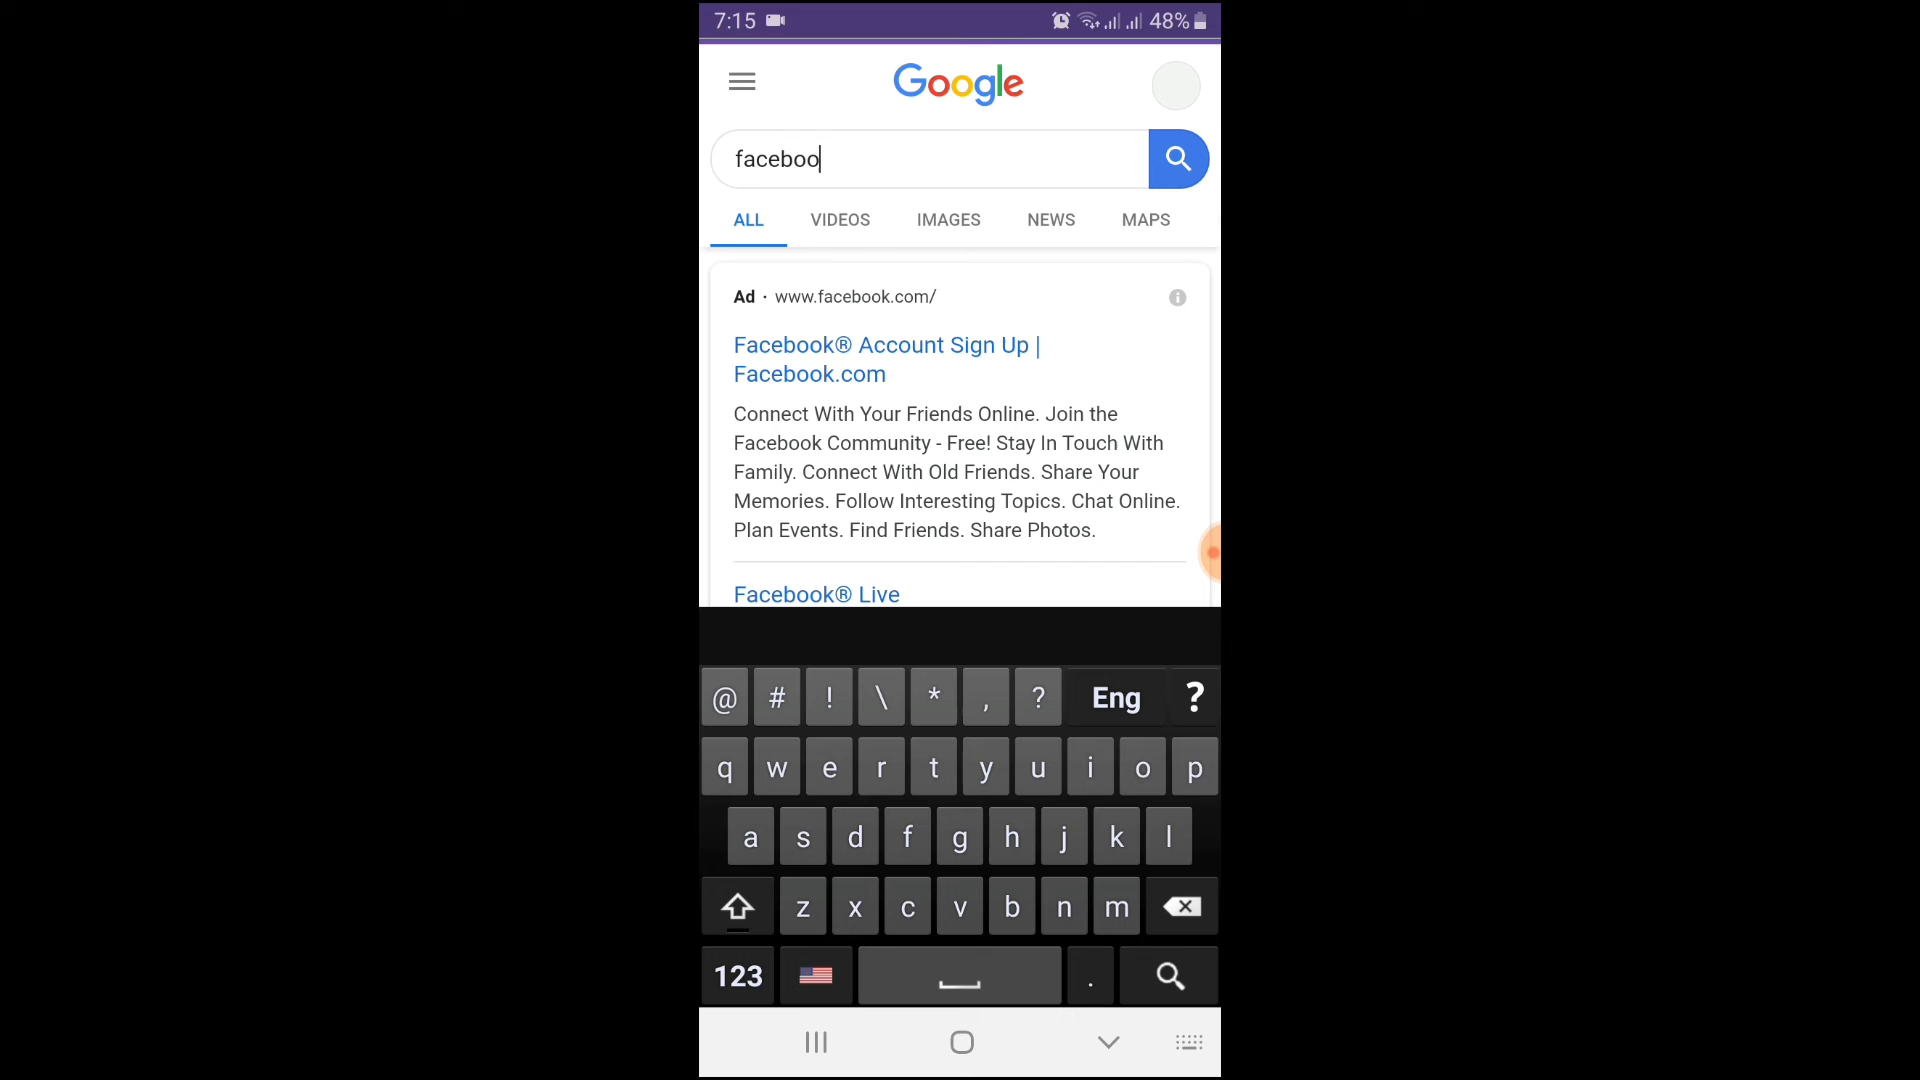 7:15 48%
Google
faceboo
ALL VIDEOS IMAGES NEWS MAPS
Ad · www.facebook.com/
Facebook® Account Sign Up |
Facebook.com
Connect With Your Friends Online. Join the
Facebook Community - Free! Stay In Touch With
Family. Connect With Old Friends. Share Your
Memories. Follow Interesting Topics. Chat Online.
Plan Events. Find Friends. Share Photos.
Facebook® Live
@ # ! \ * , ? Eng ?
q w e r t y u i o p
a s d f g h j k l
z x c v b n m
123 .